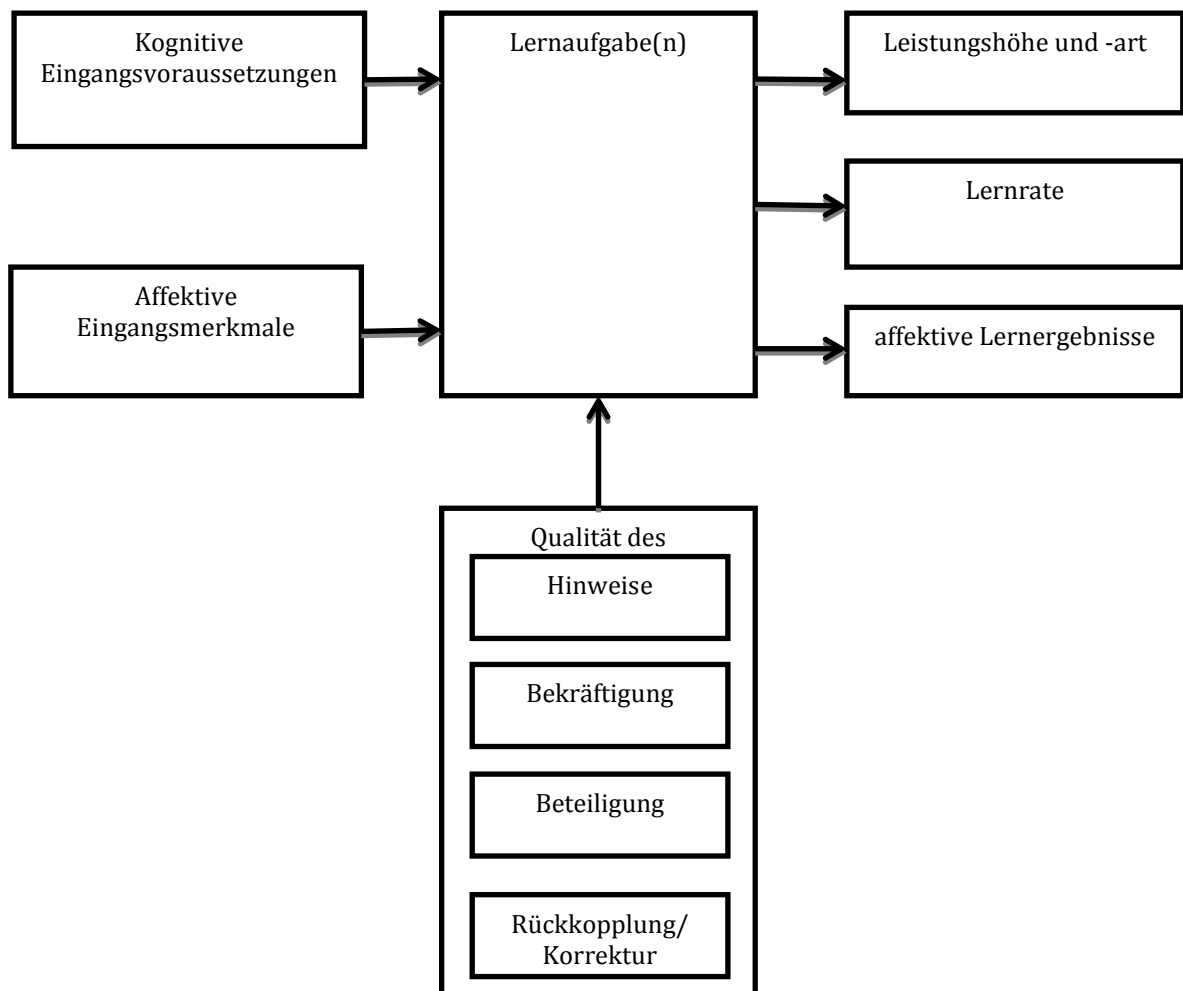 Kognitive
Eingangsvoraussetzungen
Lernaufgabe(n)
Leistungshöhe und -art
Lernrate
Affektive
Eingangsmerkmale
affektive Lernergebnisse
Qualität des
Hinweise
Bekräftigung
Beteiligung
Rückkopplung/
Korrektur